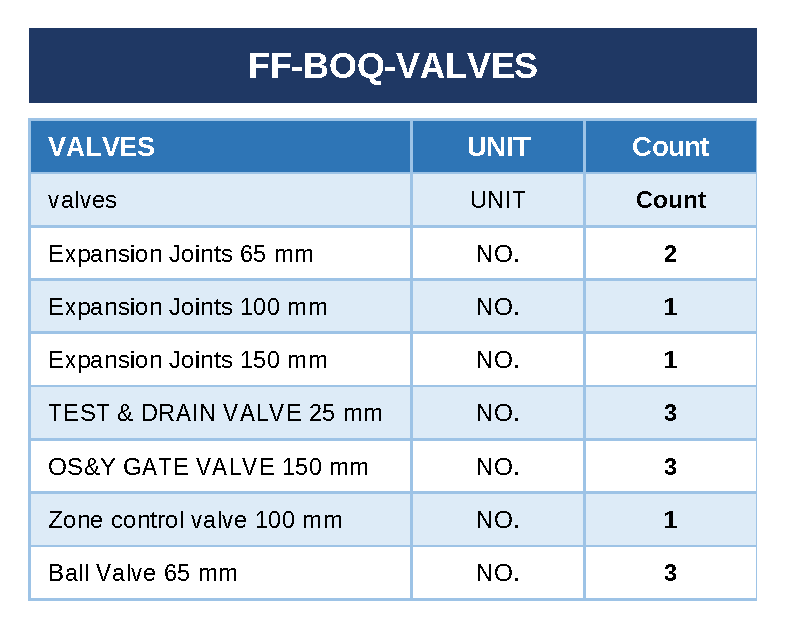 FF-BOQ-VALVES
VALVES UNIT Count
valves UNIT Count
Expansion Joints 65 mm NO. 2
Expansion Joints 100 mm NO. 1
Expansion Joints 150 mm NO. 1
TEST & DRAIN VALVE 25 mm NO. 3
OS&Y GATE VALVE 150 mm NO. 3
Zone control valve 100 mm NO. 1
Ball Valve 65 mm NO. 3